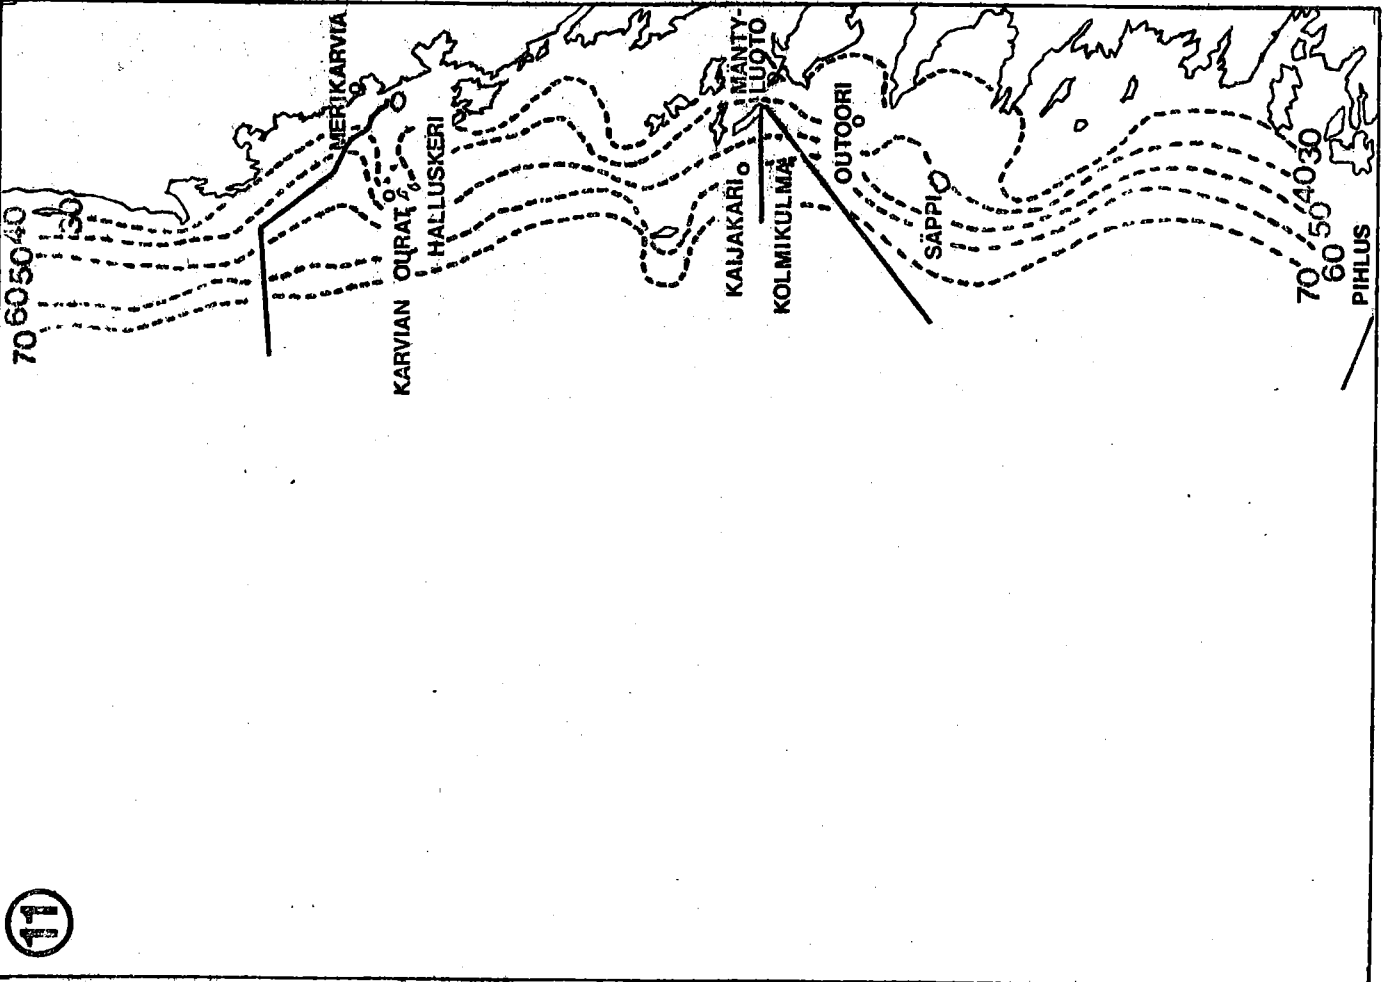 MERIKARVIA
KARVIAN OURAT
HALLUSKERI
MÄNTY-
LUOTO
KAIJAKARI
KOLMIKULMA
OUTOORI
SÄPPI
PIHLUS
70 60 50 40 30
70 60 50 40 30
11